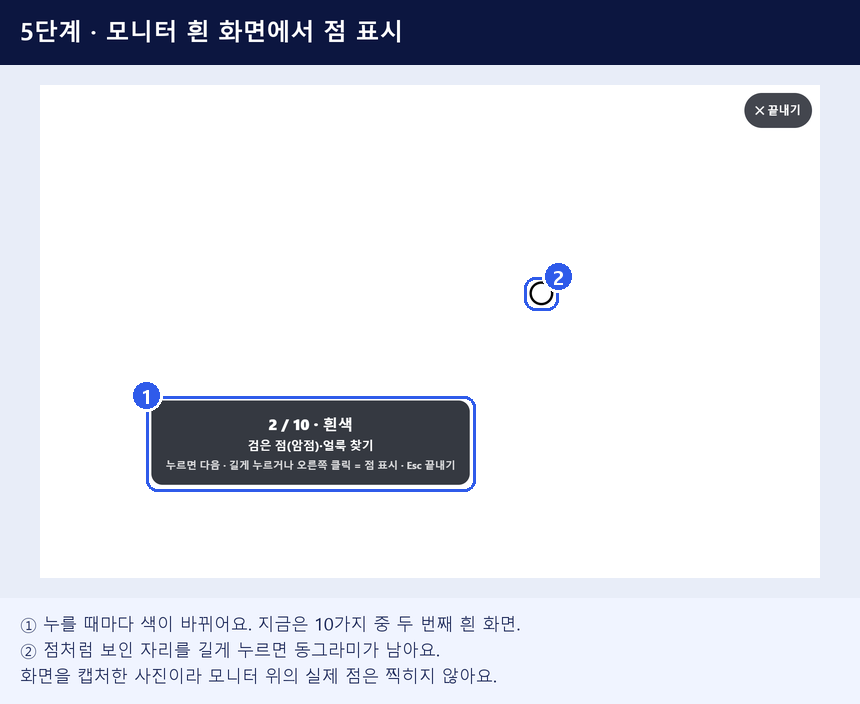 5단계 · 모니터 흰 화면에서 점 표시
✕ 끝내기
2
1
2 / 10 · 흰색
검은 점(암점)·얼룩 찾기
누르면 다음 · 길게 누르거나 오른쪽 클릭 = 점 표시 · Esc 끝내기
① 누를 때마다 색이 바뀌어요. 지금은 10가지 중 두 번째 흰 화면.
② 점처럼 보인 자리를 길게 누르면 동그라미가 남아요.
화면을 캡처한 사진이라 모니터 위의 실제 점은 찍히지 않아요.